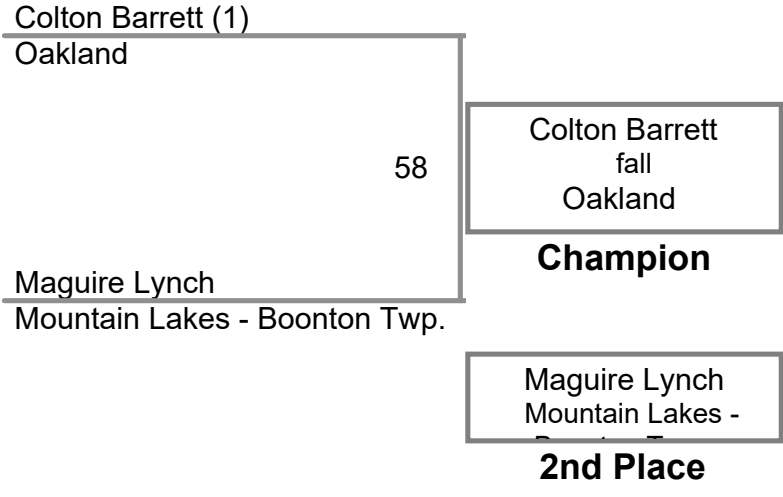 Colton Barrett (1)
Oakland
58
Colton Barrett
fall
Oakland
Champion
Maguire Lynch
Mountain Lakes - Boonton Twp.
Maguire Lynch
Mountain Lakes -
2nd Place